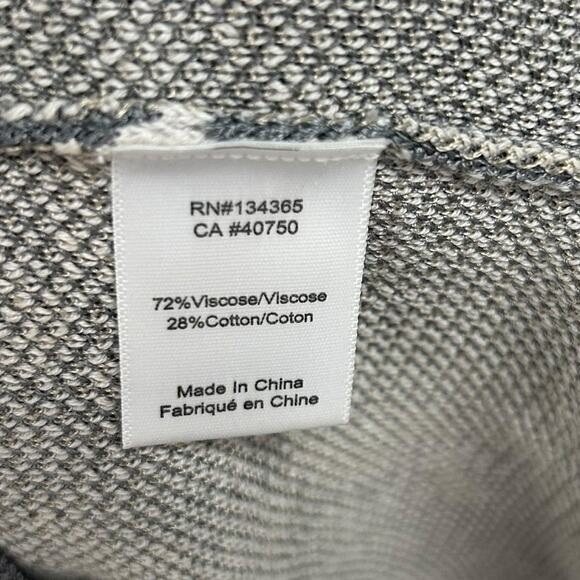 RN#134365
CA #40750
72%Viscose/Viscose
28%Cotton/Coton
Made In China
Fabriqué en Chine